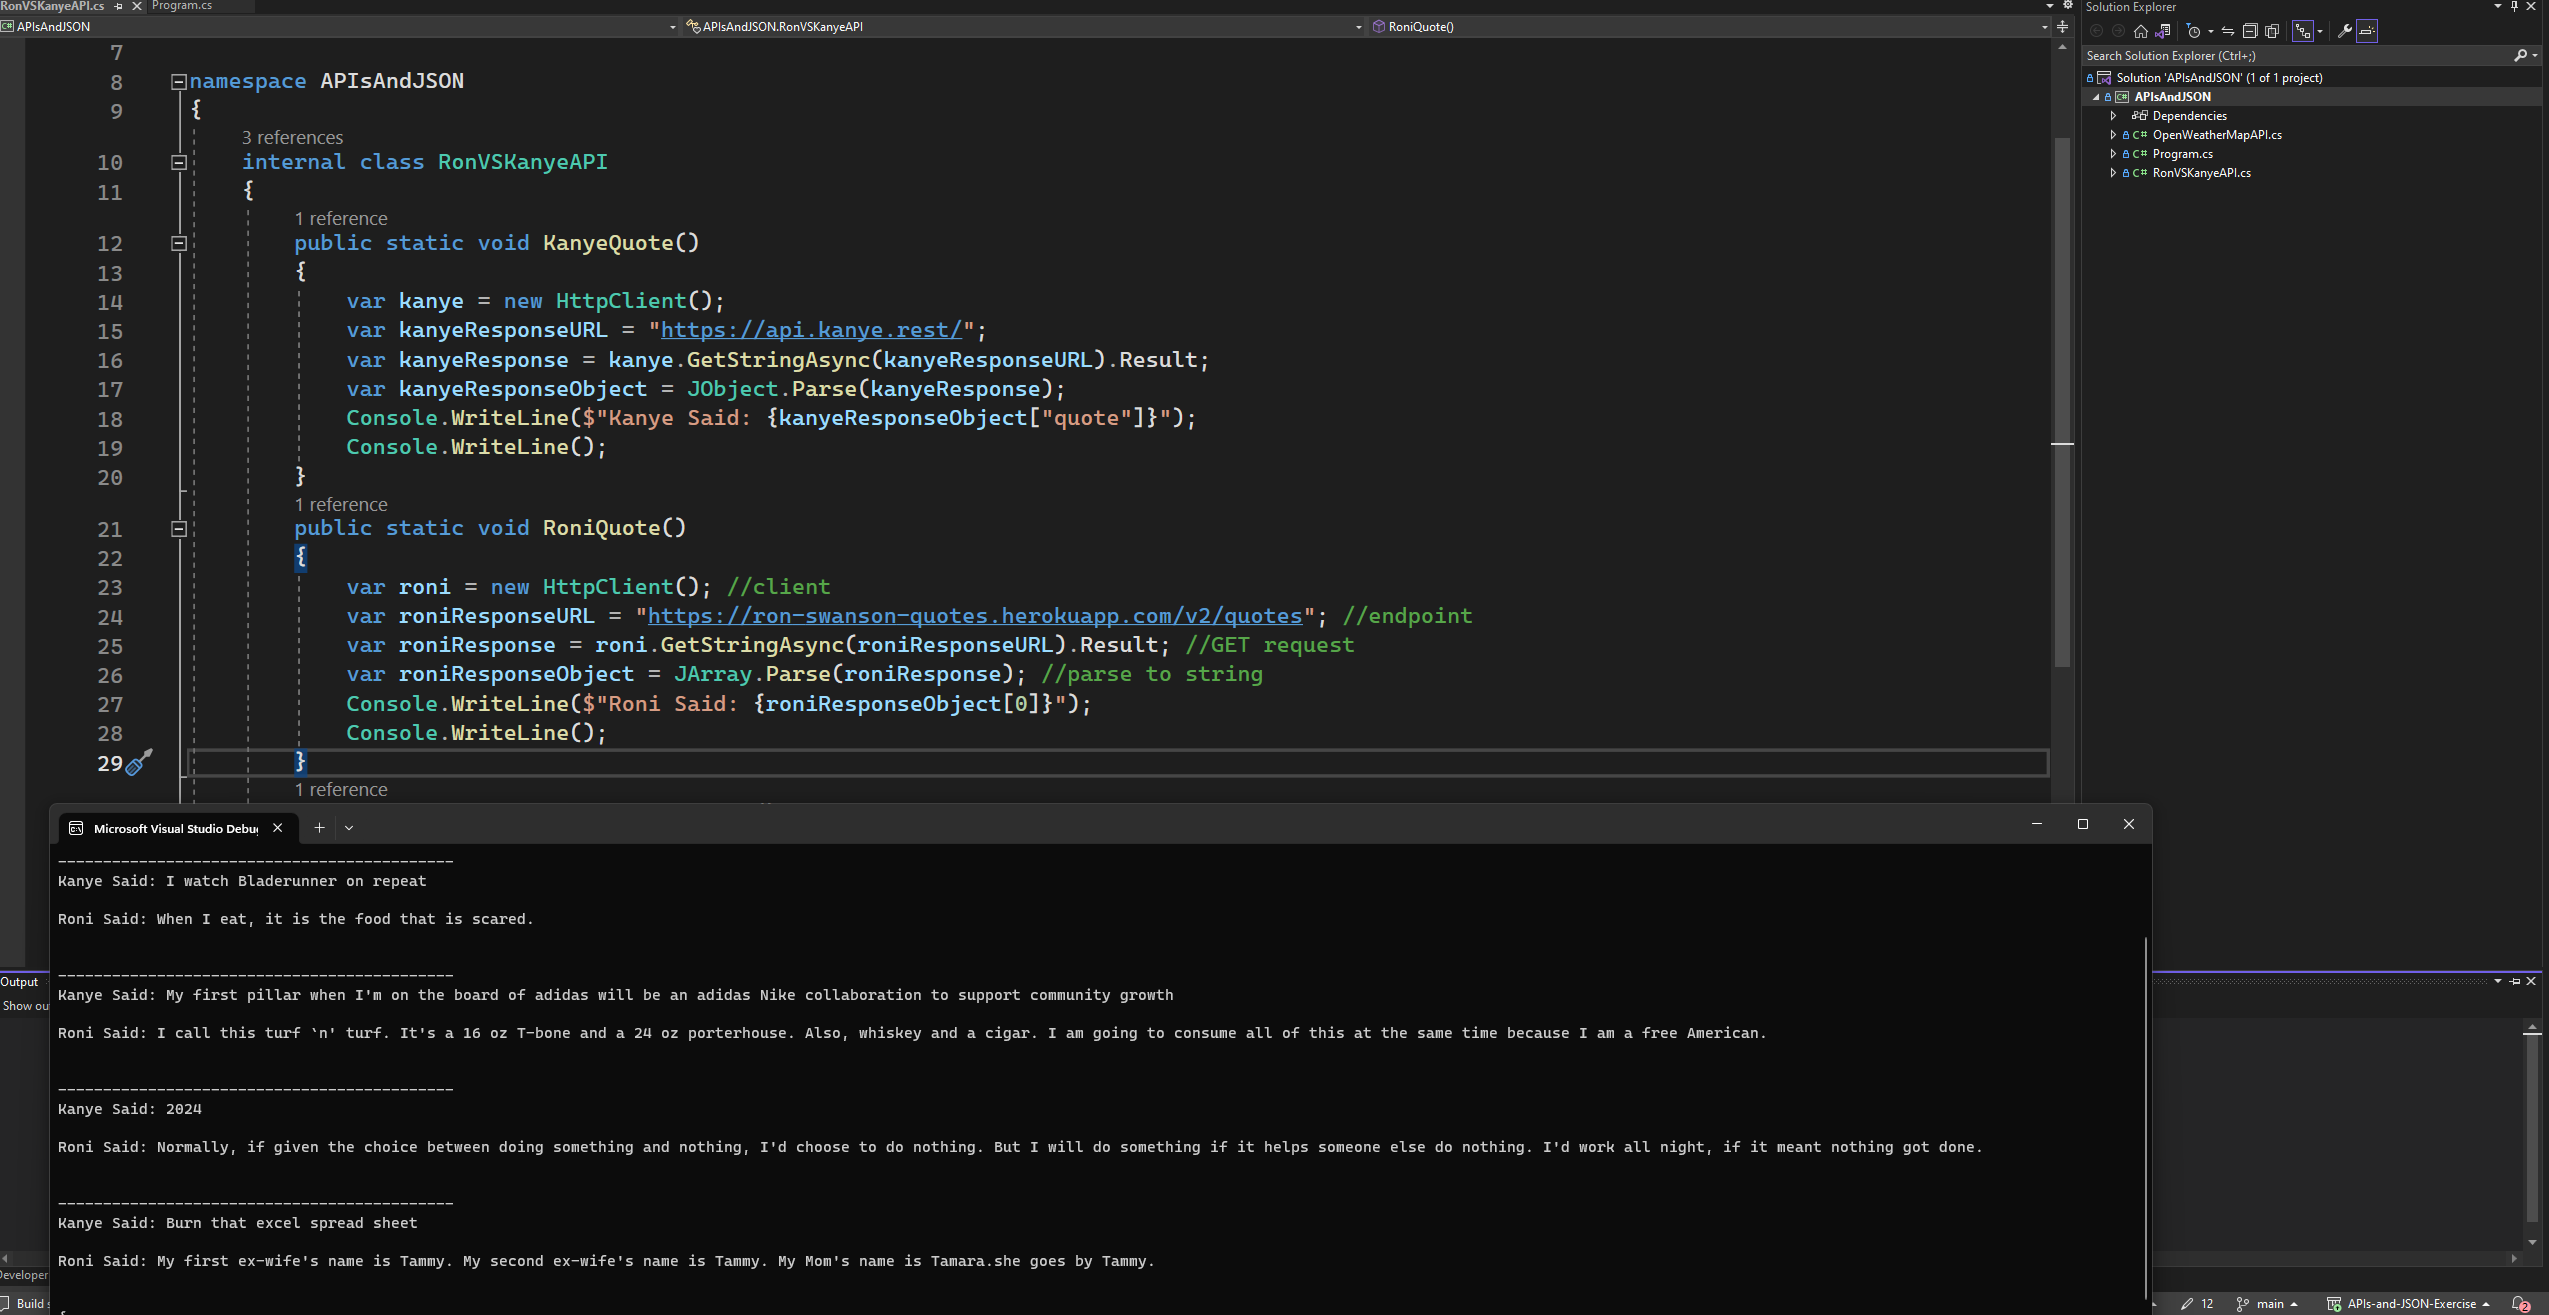 RonVSKanyeAPI.cs
Program.cs
APIsAndJSON
APIsAndJSON.RonVSKanyeAPI
RoniQuote()
7
8 namespace APIsAndJSON
9 {
3 references
10 internal class RonVSKanyeAPI
11 {
1 reference
12 public static void KanyeQuote()
13 {
14 var kanye = new HttpClient();
15 var kanyeResponseURL = "https://api.kanye.rest/";
16 var kanyeResponse = kanye.GetStringAsync(kanyeResponseURL).Result;
17 var kanyeResponseObject = JObject.Parse(kanyeResponse);
18 Console.WriteLine($"Kanye Said: {kanyeResponseObject["quote"]}");
19 Console.WriteLine();
20 }
1 reference
21 public static void RoniQuote()
22 {
23 var roni = new HttpClient(); //client
24 var roniResponseURL = "https://ron-swanson-quotes.herokuapp.com/v2/quotes"; //endpoint
25 var roniResponse = roni.GetStringAsync(roniResponseURL).Result; //GET request
26 var roniResponseObject = JArray.Parse(roniResponse); //parse to string
27 Console.WriteLine($"Roni Said: {roniResponseObject[0]}");
28 Console.WriteLine();
29 }
1 reference
Solution Explorer
Search Solution Explorer (Ctrl+;)
Solution 'APIsAndJSON' (1 of 1 project)
APIsAndJSON
Dependencies
C# OpenWeatherMapAPI.cs
C# Program.cs
C# RonVSKanyeAPI.cs
Microsoft Visual Studio Debu
--------------------------------------------
Kanye Said: I watch Bladerunner on repeat
Roni Said: When I eat, it is the food that is scared.
--------------------------------------------
Kanye Said: My first pillar when I'm on the board of adidas will be an adidas Nike collaboration to support community growth
Roni Said: I call this turf `n' turf. It's a 16 oz T-bone and a 24 oz porterhouse. Also, whiskey and a cigar. I am going to consume all of this at the same time because I am a free American.
--------------------------------------------
Kanye Said: 2024
Roni Said: Normally, if given the choice between doing something and nothing, I'd choose to do nothing. But I will do something if it helps someone else do nothing. I'd work all night, if it meant nothing got done.
--------------------------------------------
Kanye Said: Burn that excel spread sheet
Roni Said: My first ex-wife's name is Tammy. My second ex-wife's name is Tammy. My Mom's name is Tamara.she goes by Tammy.
Output
Show ou
Developer
Build s
12
main
APIs-and-JSON-Exercise
2